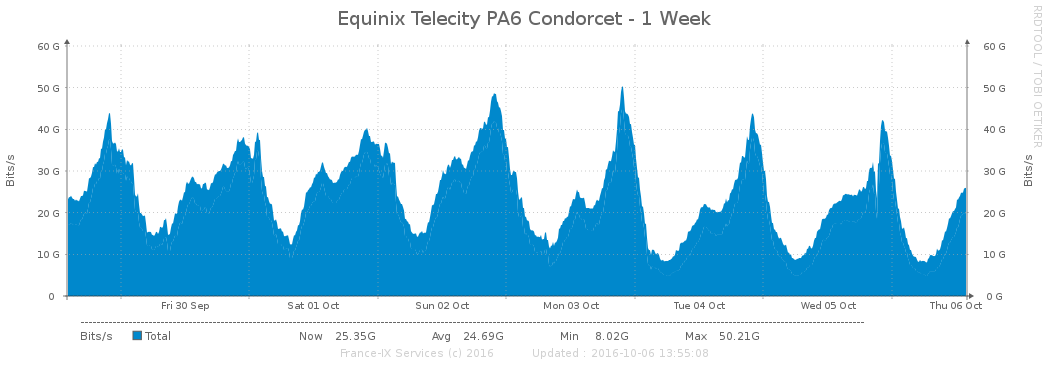 Equinix Telecity PA6 Condorcet - 1 Week
RRDTOOL / TOBI OETIKER
Bits/s
Bits/s
60 G
60 G
50 G
50 G
40 G
40 G
30 G
30 G
20 G
20 G
10 G
10 G
0
0 G
Fri 30 Sep Sat 01 Oct Sun 02 Oct Mon 03 Oct Tue 04 Oct Wed 05 Oct Thu 06 Oct
Bits/s Total Now 25.35G Avg 24.69G Min 8.02G Max 50.21G
France-IX Services (c) 2016 Updated : 2016-10-06 13:55:08